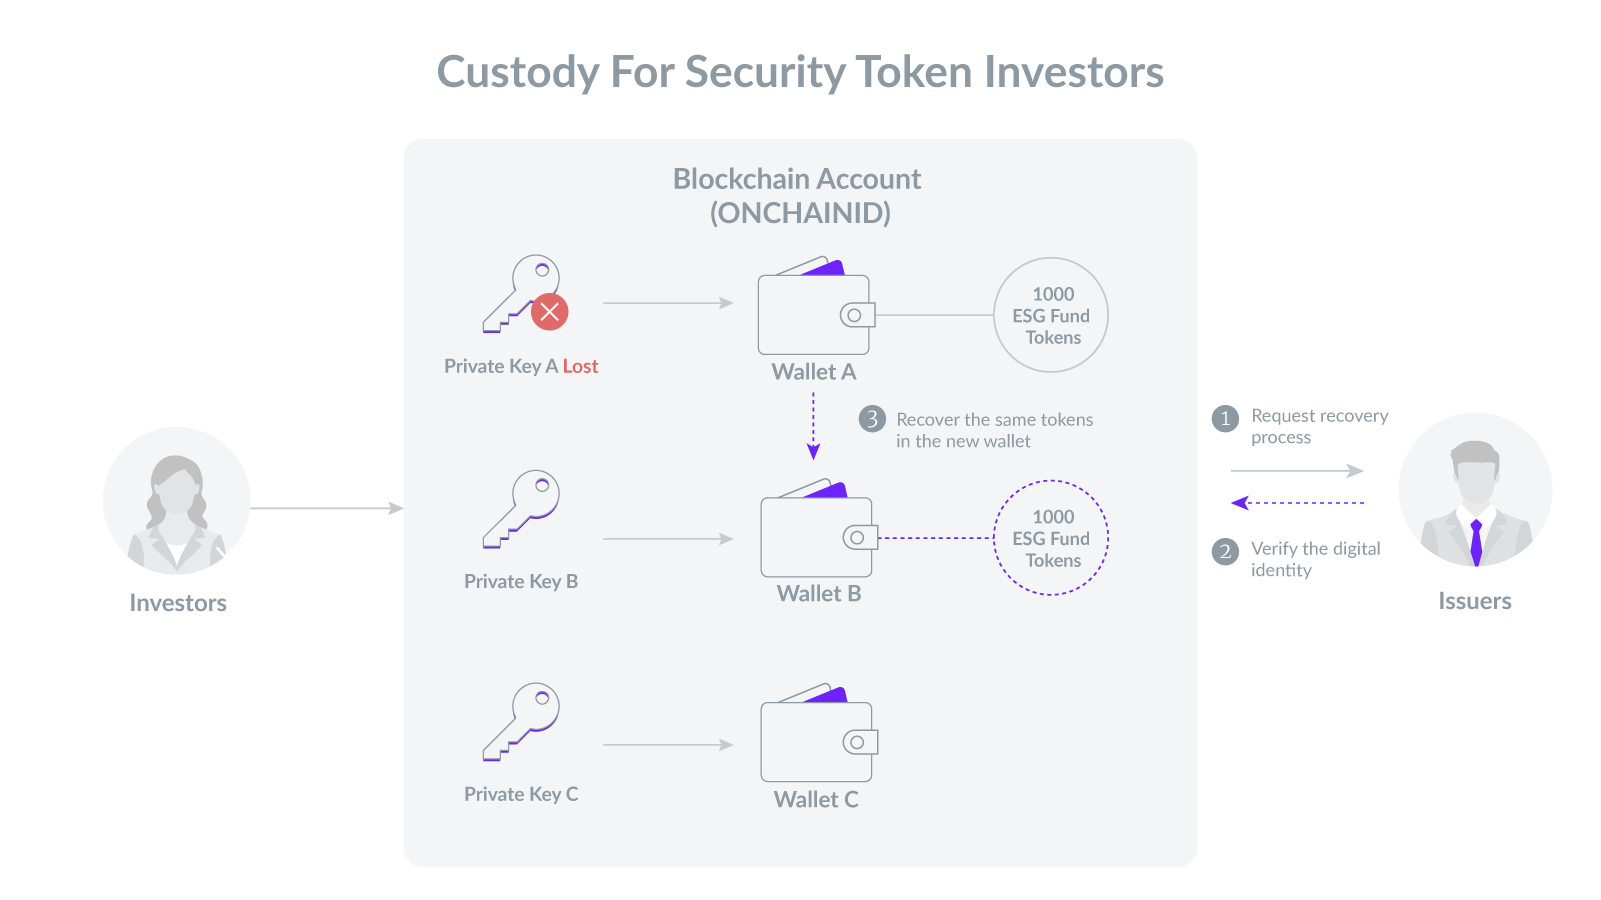 Custody For Security Token Investors
Blockchain Account
(ONCHAINID)
Private Key A Lost
Wallet A
1000
ESG Fund
Tokens
3 Recover the same tokens
in the new wallet
Private Key B
Wallet B
1000
ESG Fund
Tokens
Private Key C
Wallet C
Investors
1 Request recovery
process
2 Verify the digital
identity
Issuers